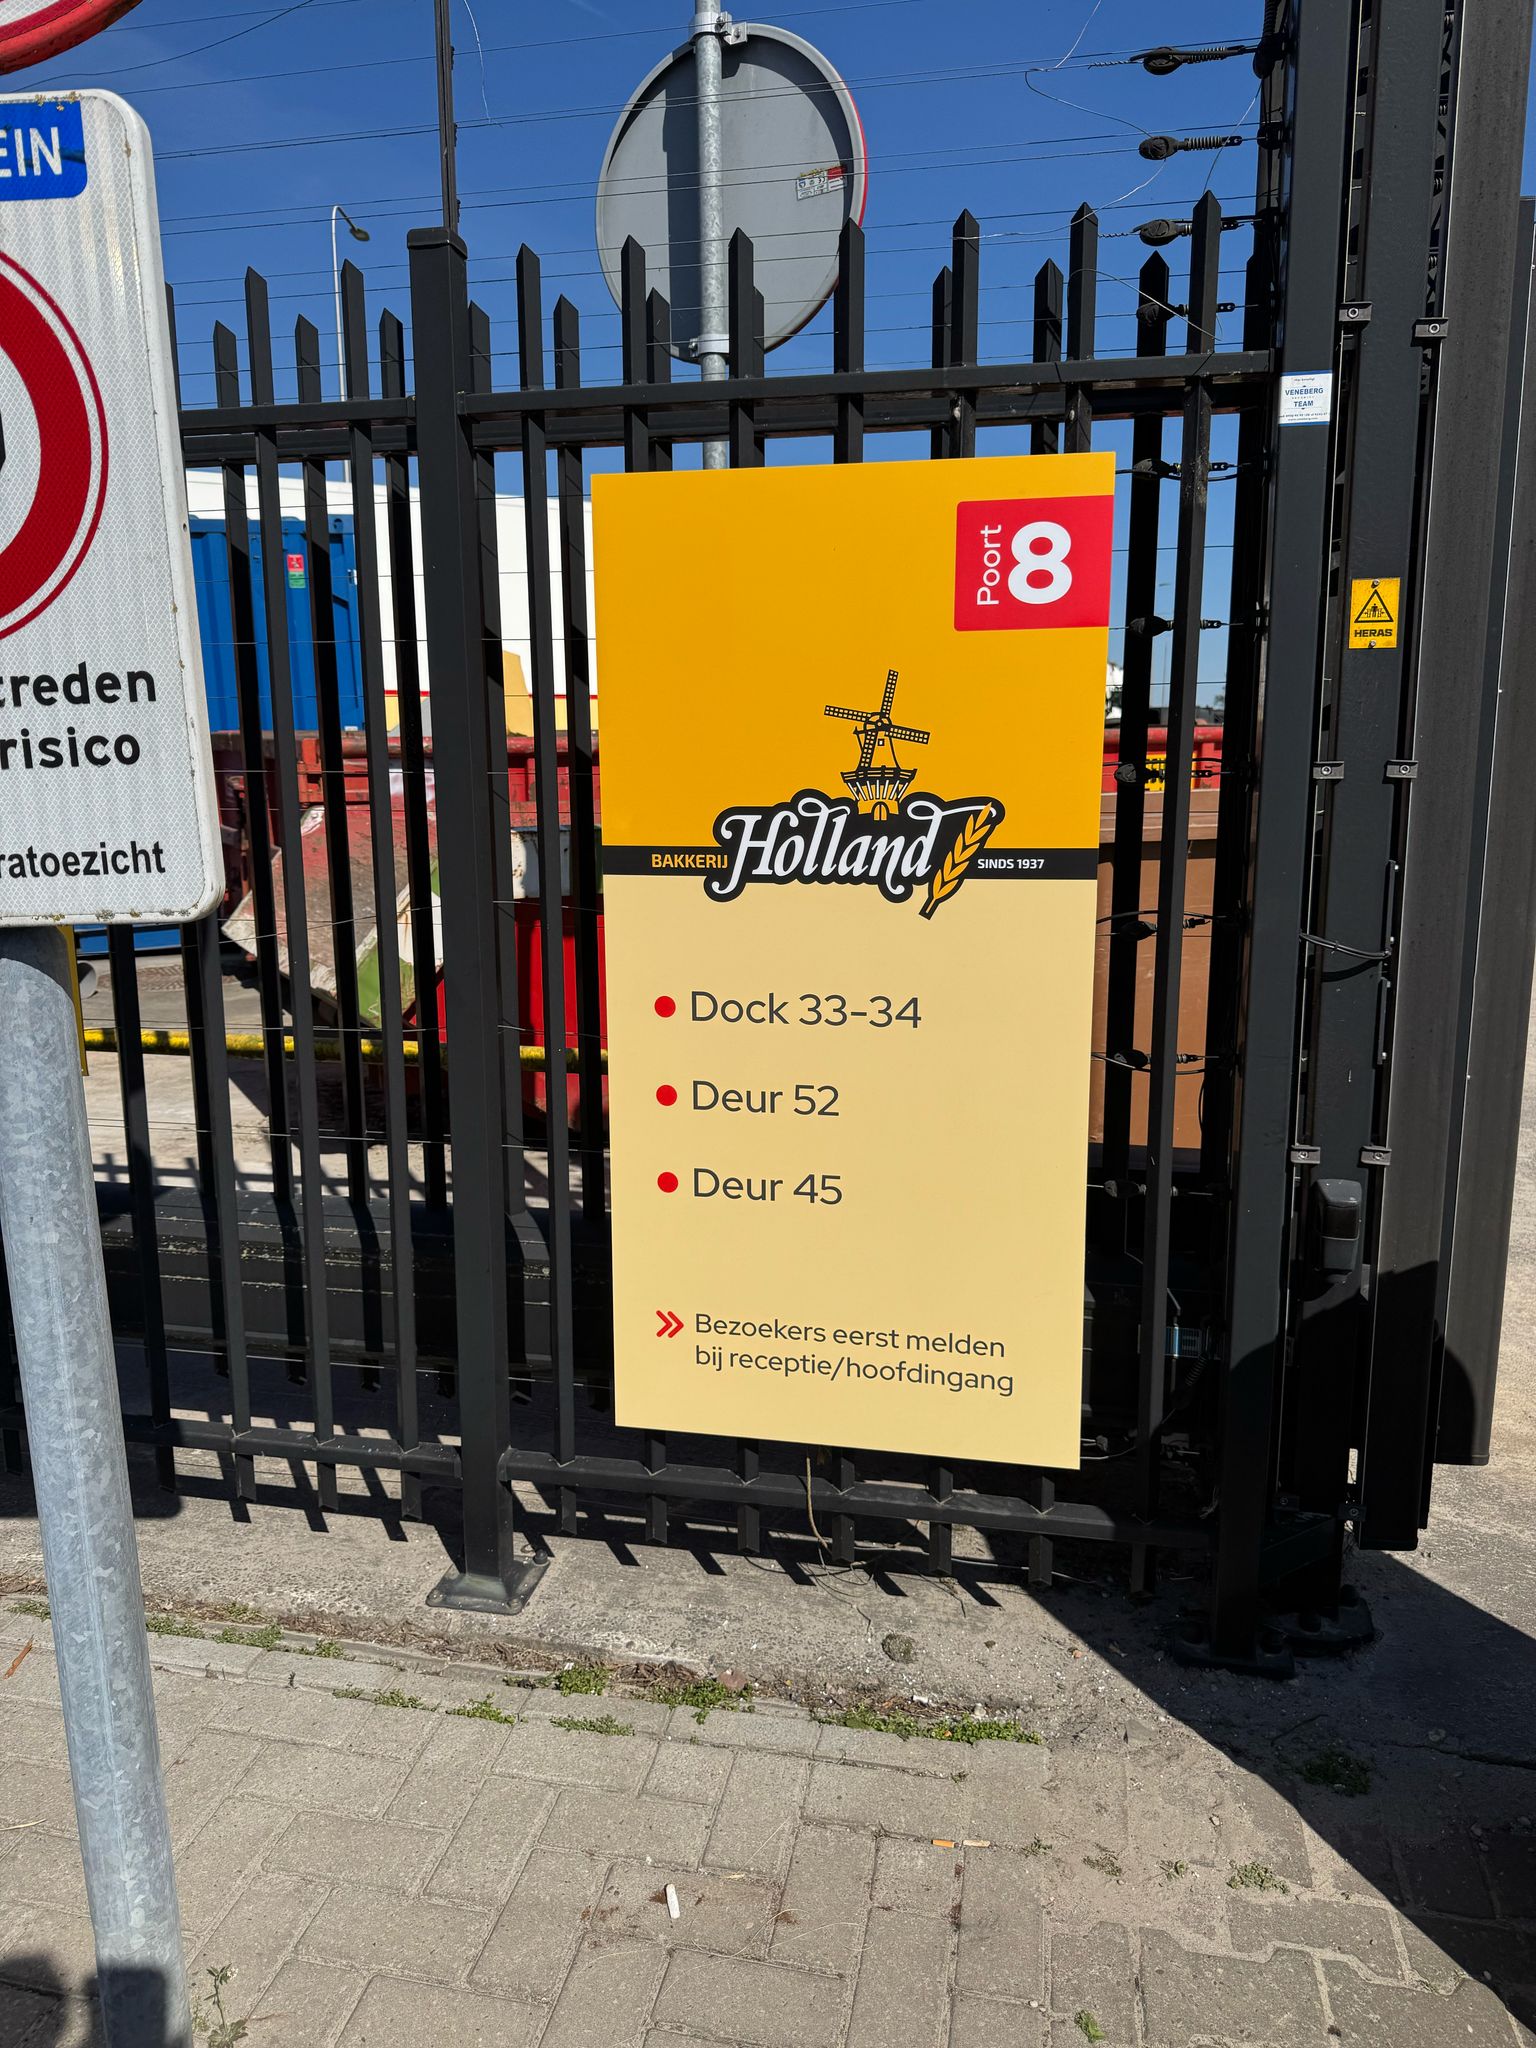 EIN
treden
risico
ratoezicht
Poort
8
BAKKERIJ Holland SINDS 1937
Dock 33-34
Deur 52
Deur 45
Bezoekers eerst melden
bij receptie/hoofdingang
VENEBERG
TEAM
HERAS